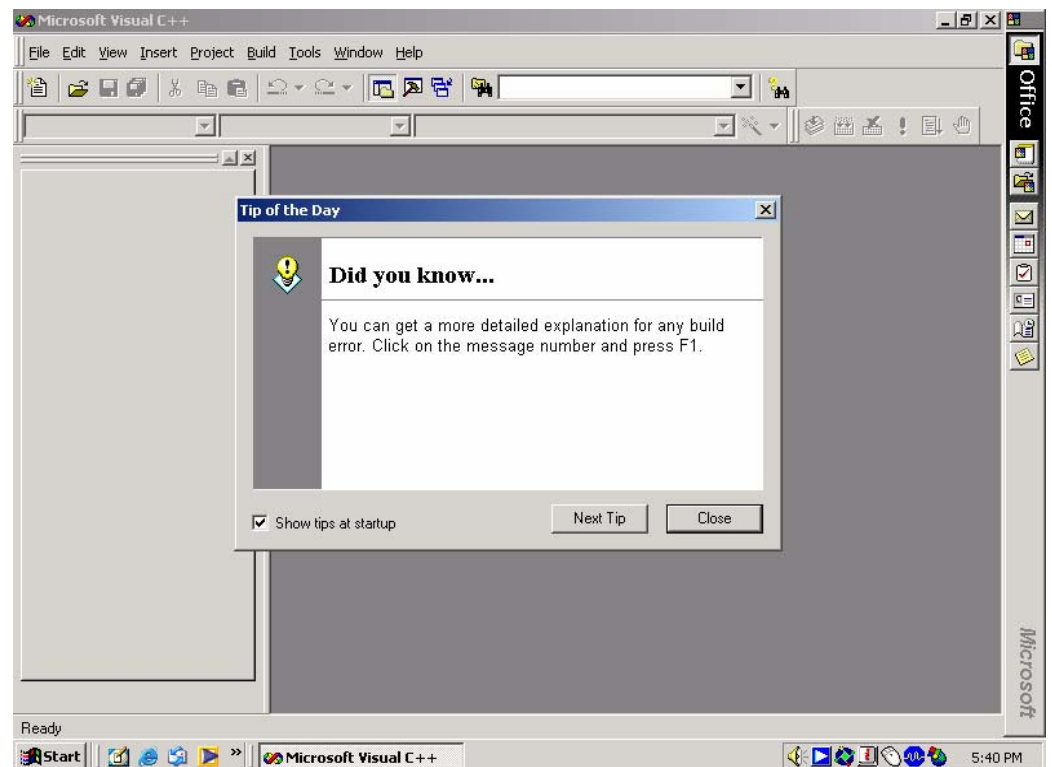 Microsoft Visual C++
File Edit View Insert Project Build Tools Window Help
Office
Tip of the Day
Did you know...
You can get a more detailed explanation for any build
error. Click on the message number and press F1.
Show tips at startup
Next Tip
Close
Microsoft
Ready
Start
Microsoft Visual C++
5:40 PM